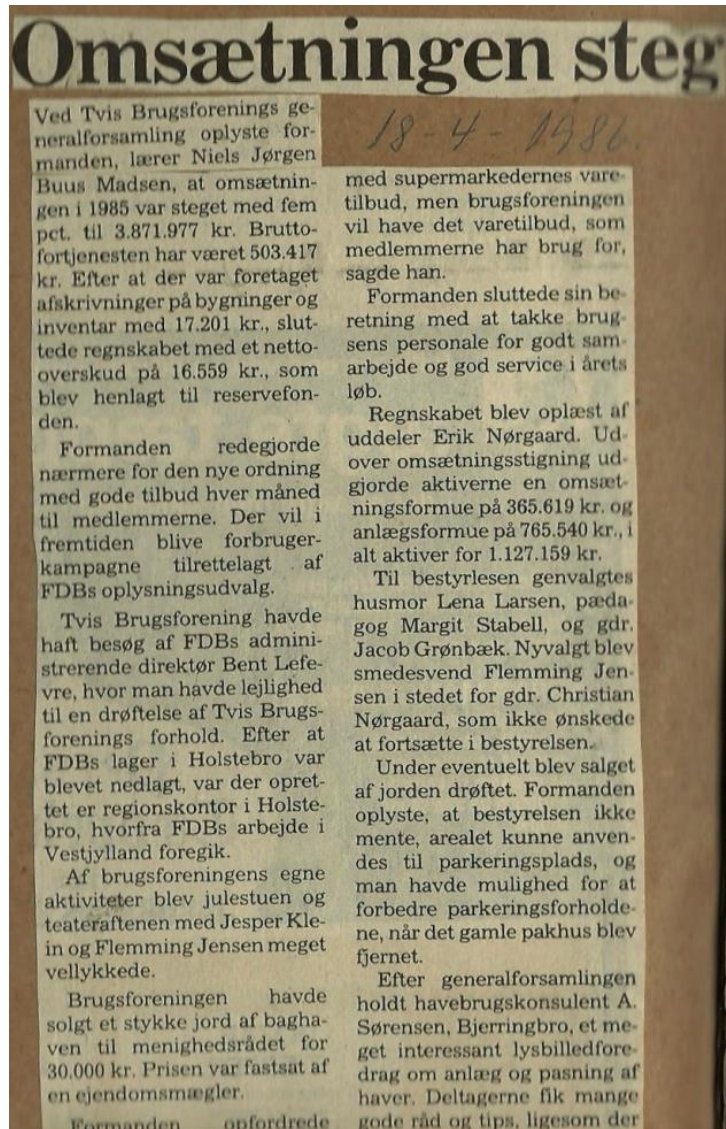 Omsætningen steg
18-4-1986.
Ved Tvis Brugsforenings ge-
neralforsamling oplyste for-
manden, lærer Niels Jørgen
Buus Madsen, at omsætnin-
gen i 1985 var steget med fem
pct. til 3.871.977 kr. Brutto-
fortjenesten har været 503.417
kr. Efter at der var foretaget
afskrivninger på bygninger og
inventar med 17.201 kr., slut-
tede regnskabet med et netto-
overskud på 16.559 kr., som
blev henlagt til reservefon-
den.
Formanden redegjorde
nærmere for den nye ordning
med gode tilbud hver måned
til medlemmerne. Der vil i
fremtiden blive forbruger-
kampagne tilrettelagt af
FDBs oplysningsudvalg.
Tvis Brugsforening havde
haft besøg af FDBs admini-
strerende direktør Bent Lefe-
vre, hvor man havde lejlighed
til en drøftelse af Tvis Brugs-
forenings forhold. Efter at
FDBs lager i Holstebro var
blevet nedlagt, var der opret-
tet er regionskontor i Holste-
bro, hvorfra FDBs arbejde i
Vestjylland foregik.
Af brugsforeningens egne
aktiviteter blev julestuen og
teateraftenen med Jesper Kle-
in og Flemming Jensen meget
vellykkede.
Brugsforeningen havde
solgt et stykke jord af bagha-
ven til menighedsrådet for
30.000 kr. Prisen var fastsat af
en ejendomsmægler.
Formanden opfordrede
med supermarkedernes vare-
tilbud, men brugsforeningen
vil have det varetilbud, som
medlemmerne har brug for,
sagde han.
Formanden sluttede sin be-
retning med at takke brug-
sens personale for godt sam-
arbejde og god service i årets
løb.
Regnskabet blev oplæst af
uddeler Erik Nørgaard. Ud-
over omsætningsstigning ud-
gjorde aktiverne en omsæt-
ningsformue på 365.619 kr. og
anlægsformue på 765.540 kr., i
alt aktiver for 1.127.159 kr.
Til bestyrlesen genvalgtes
husmor Lena Larsen, pæda-
gog Margit Stabell, og gdr.
Jacob Grønbæk. Nyvalgt blev
smedesvend Flemming Jen-
sen i stedet for gdr. Christian
Nørgaard, som ikke ønskede
at fortsætte i bestyrelsen.
Under eventuelt blev salget
af jorden drøftet. Formanden
oplyste, at bestyrelsen ikke
mente, arealet kunne anven-
des til parkeringsplads, og
man havde mulighed for at
forbedre parkeringsforholde-
ne, når det gamle pakhus blev
fjernet.
Efter generalforsamlingen
holdt havebrugskonsulent A.
Sørensen, Bjerringbro, et me-
get interessant lysbilledfore-
drag om anlæg og pasning af
haver. Deltagerne fik mange
gode råd og tips, ligesom der